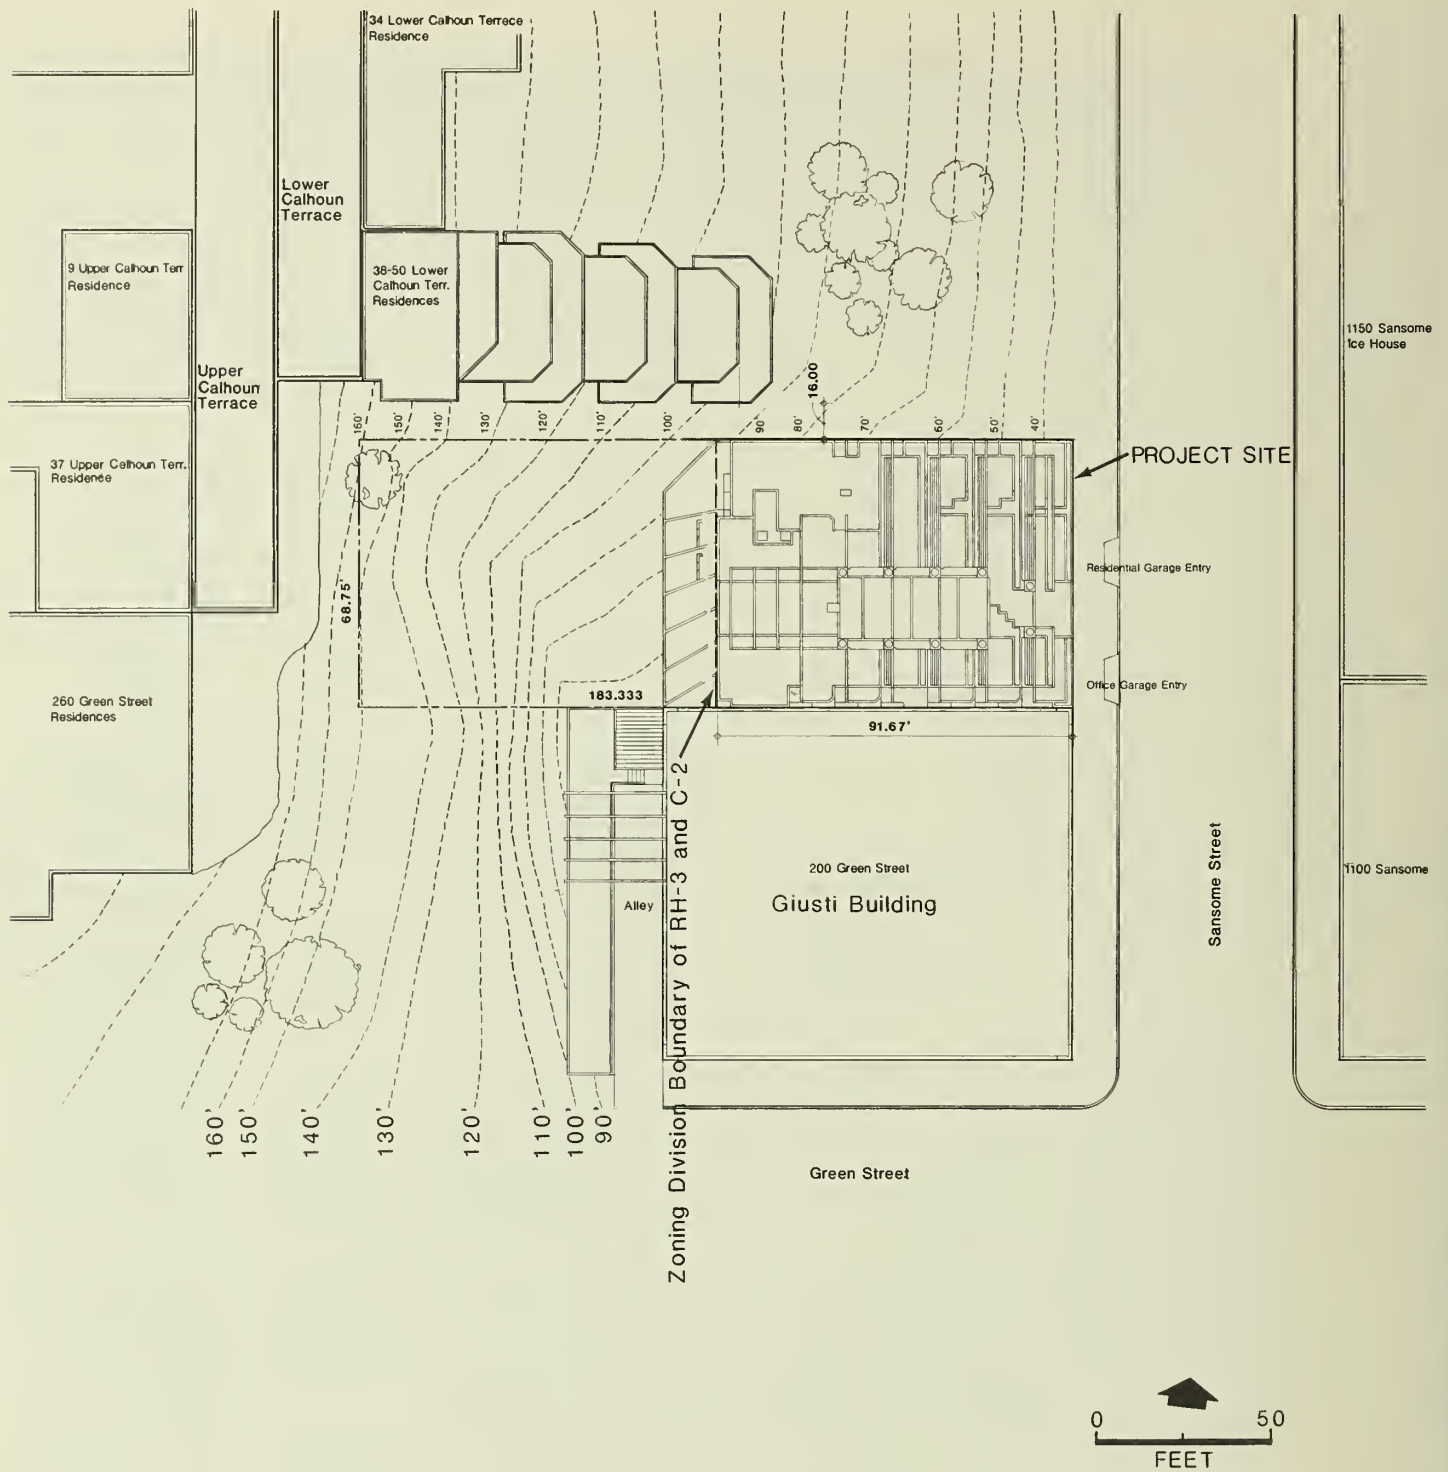 34 Lower Calhoun Terrace
Residence
Lower
Calhoun
Terrace
9 Upper Calhoun Terr
Residence
38-50 Lower
Calhoun Terr.
Residences
1150 Sansome
Ice House
Upper
Calhoun
Terrace
16.00
160'
150'
140'
130'
120'
110'
100'
90'
80'
70'
60'
50'
40'
PROJECT SITE
37 Upper Calhoun Terr.
Residence
Residential Garage Entry
68.75'
Office Garage Entry
260 Green Street
Residences
183.333
91.67'
Zoning Division Boundary of RH-3 and C-2
200 Green Street
Giusti Building
Alley
Sansome Street
1100 Sansome
160'
150'
140'
130'
120'
110'
100'
90'
Green Street
0 50
FEET